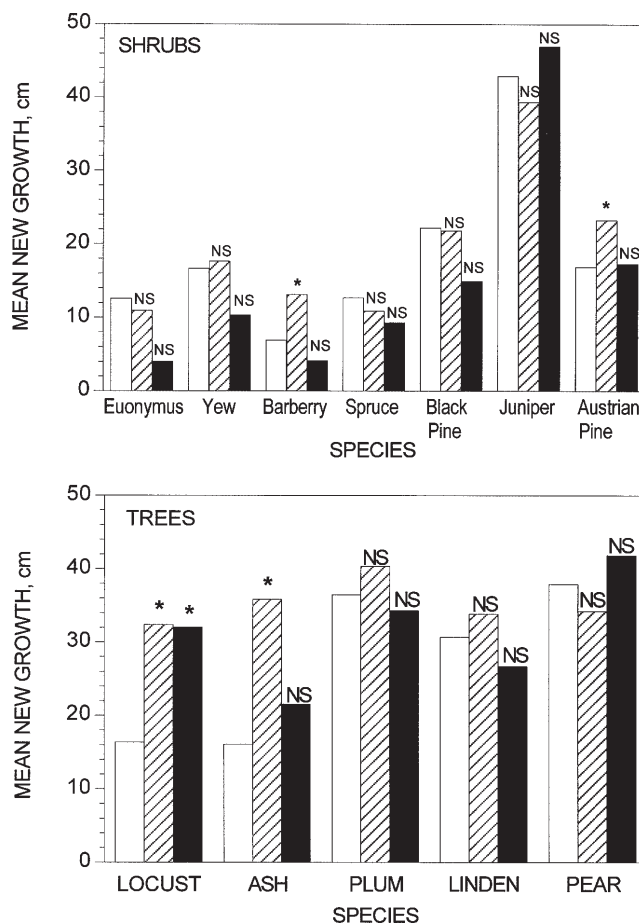 SHRUBS
MEAN NEW GROWTH, cm
50
40
30
20
10
0
NS
NS
NS
NS
*
NS
NS
NS
NS
NS
NS
NS
*
NS
Euonymus Yew Barberry Spruce Black Pine Juniper Austrian Pine
SPECIES
TREES
MEAN NEW GROWTH, cm
50
40
30
20
10
0
*
*
*
NS
NS
NS
NS
NS
NS
NS
LOCUST ASH PLUM LINDEN PEAR
SPECIES